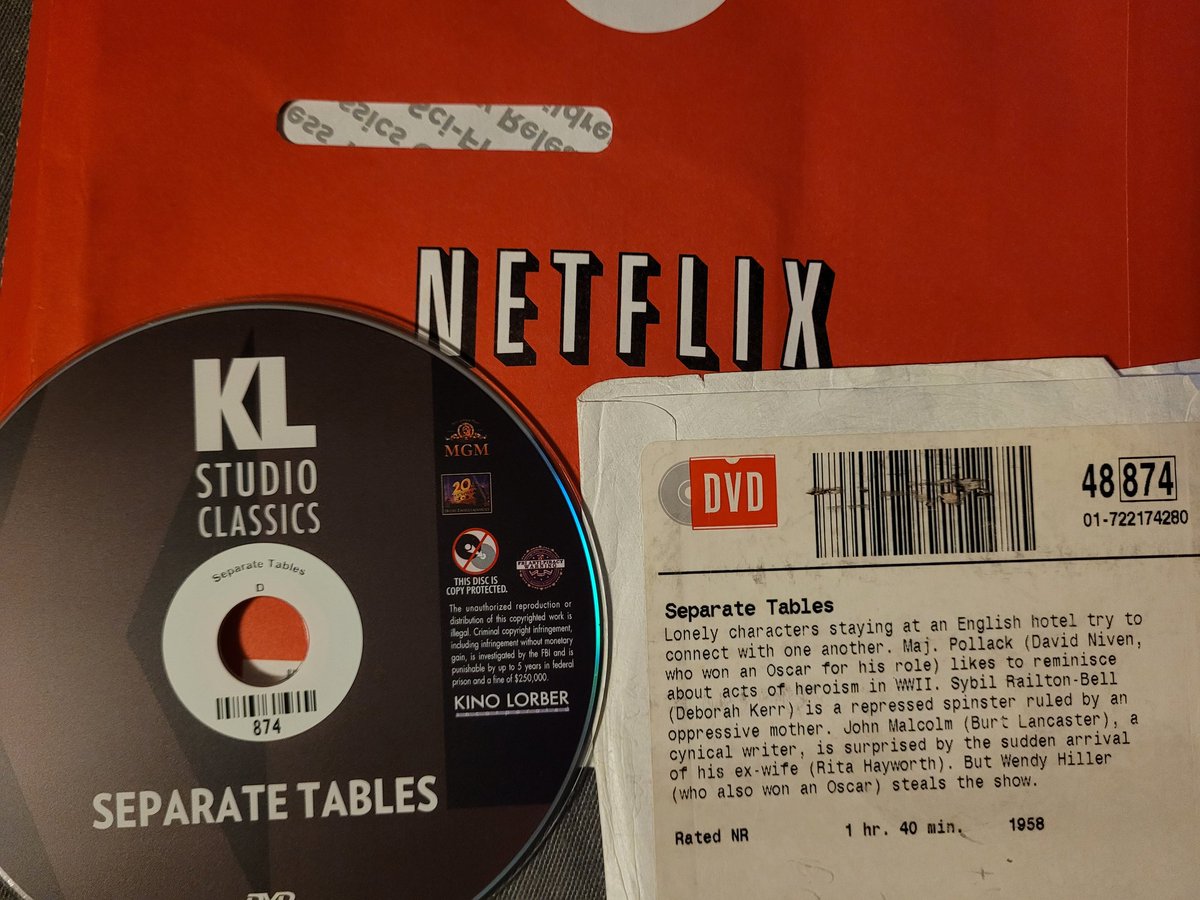 NETFLIX
KL
STUDIO
CLASSICS
Separate Tables
D
874
SEPARATE TABLES
MGM
20
THIS DISC IS
COPY PROTECTED.
The unauthorized reproduction or
distribution of this copyrighted work is
illegal. Criminal copyright infringement,
including infringement without monetary
gain, is investigated by the FBI and is
punishable by up to 5 years in federal
prison and a fine of $250,000.
KINO LORBER
DVD
48 874
01-722174280
Separate Tables
Lonely characters staying at an English hotel try to
connect with one another. Maj. Pollack (David Niven,
who won an Oscar for his role) likes to reminisce
about acts of heroism in WWII. Sybil Railton-Bell
(Deborah Kerr) is a repressed spinster ruled by an
oppressive mother. John Malcolm (Burt Lancaster), a
cynical writer, is surprised by the sudden arrival
of his ex-wife (Rita Hayworth). But Wendy Hiller
(who also won an Oscar) steals the show.
Rated NR 1 hr. 40 min. 1958